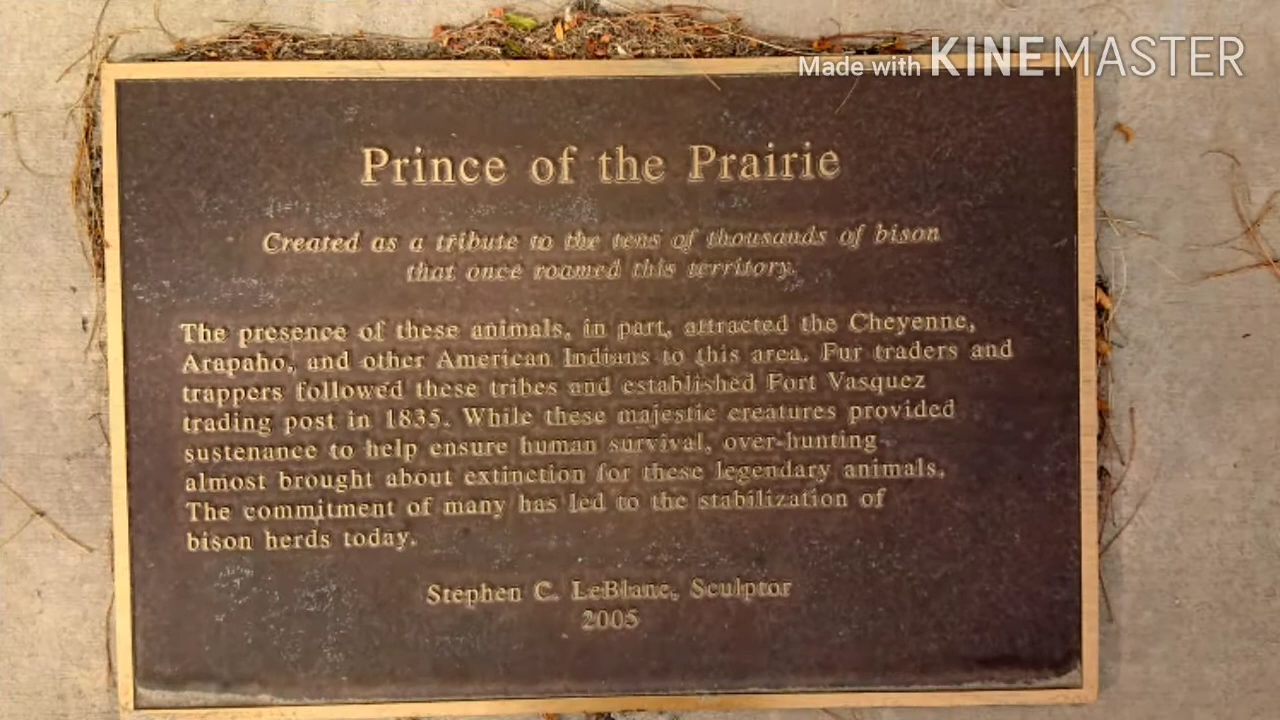 Made with KINEMASTER
Prince of the Prairie
Created as a tribute to the tens of thousands of bison
that once roamed this territory.
The presence of these animals, in part, attracted the Cheyenne,
Arapaho, and other American Indians to this area. Fur traders and
trappers followed these tribes and established Fort Vasquez
trading post in 1835. While these majestic creatures provided
sustenance to help ensure human survival, over-hunting
almost brought about extinction for these legendary animals.
The commitment of many has led to the stabilization of
bison herds today.
Stephen C. LeBlanc, Sculptor
2005